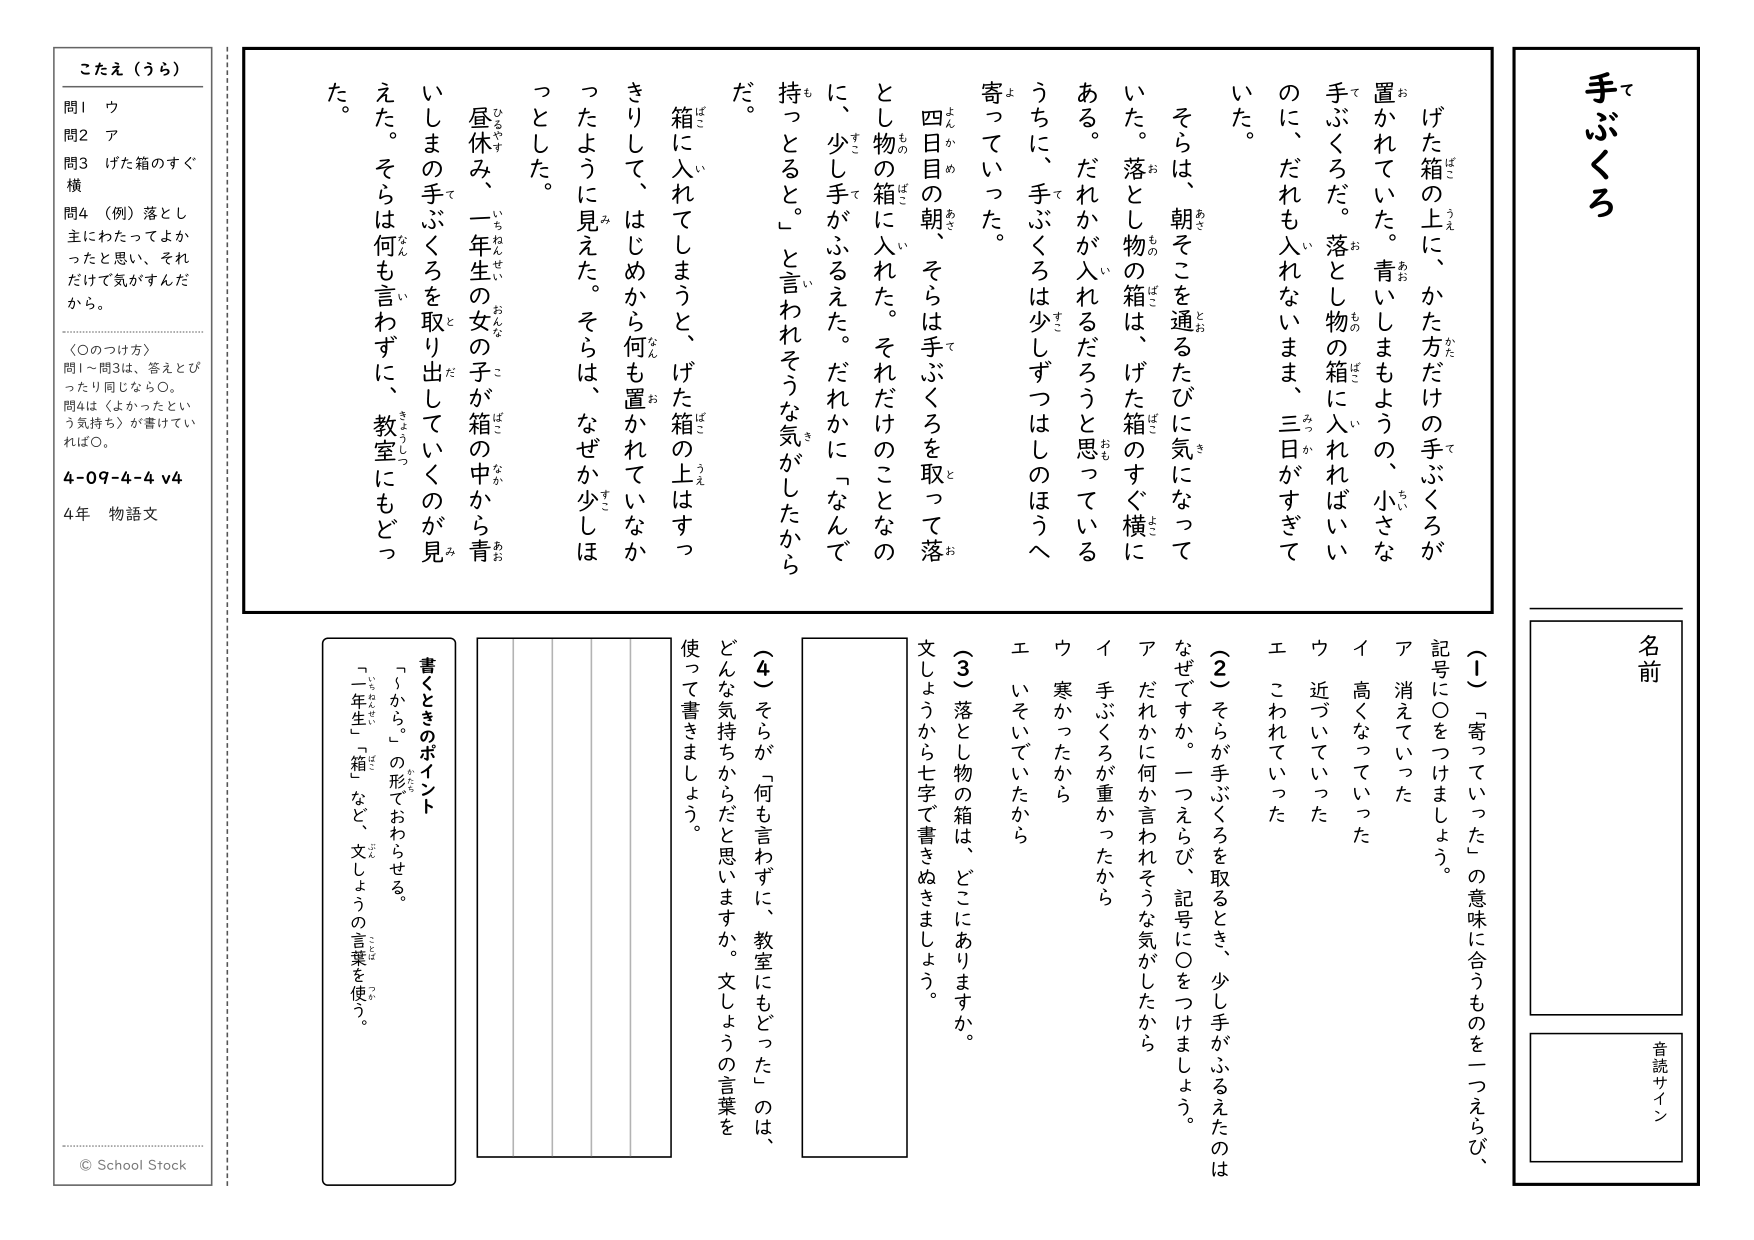 手ぶくろ
名前
音読サイン
げた箱の上に、かた方だけの手ぶくろが
置かれていた。青いしまもようの、小さな
手ぶくろだ。落とし物の箱に入れればいい
のに、だれも入れないまま、三日がすぎて
いた。
そらは、朝そこを通るたびに気になって
いた。落とし物の箱は、げた箱のすぐ横に
ある。だれかが入れるだろうと思っている
うちに、手ぶくろは少しずつはしのほうへ
寄っていった。
四日目の朝、そらは手ぶくろを取って落
とし物の箱に入れた。それだけのことなの
に、少し手がふるえた。だれかに「なんで
持っとると。」と言われそうな気がしたから
だ。
箱に入れてしまうと、げた箱の上はすっ
きりして、はじめから何も置かれていなか
ったように見えた。そらは、なぜか少しほ
っとした。
昼休み、一年生の女の子が箱の中から青
いしまの手ぶくろを取り出していくのが見
えた。そらは何も言わずに、教室にもどっ
た。
（1）「寄っていった」の意味に合うものを一つえらび、
記号に〇をつけましょう。
ア　消えていった
イ　高くなっていった
ウ　近づいていった
エ　こわれていった
（2）そらが手ぶくろを取るとき、少し手がふるえたのは
なぜですか。一つえらび、記号に〇をつけましょう。
ア　だれかに何か言われそうな気がしたから
イ　手ぶくろが重かったから
ウ　寒かったから
エ　いそいでいたから
（3）落とし物の箱は、どこにありますか。
文しょうから七字で書きぬきましょう。
（4）そらが「何も言わずに、教室にもどった」のは、
どんな気持ちからだと思いますか。文しょうの言葉を
使って書きましょう。
書くときのポイント
「～から。」の形でおわらせる。
「一年生」「箱」など、文しょうの言葉を使う。
こたえ（うら）
問1　ウ
問2　ア
問3　げた箱のすぐ
横
問4　（例）落とし
主にわたってよか
ったと思い、それ
だけで気がすんだ
から。
〈〇のつけ方〉
問1～問3は、答えとぴ
ったり同じなら〇。
問4は〈よかったとい
う気持ち〉が書けてい
れば〇。
4-09-4-4 v4
4年　物語文
© School Stock